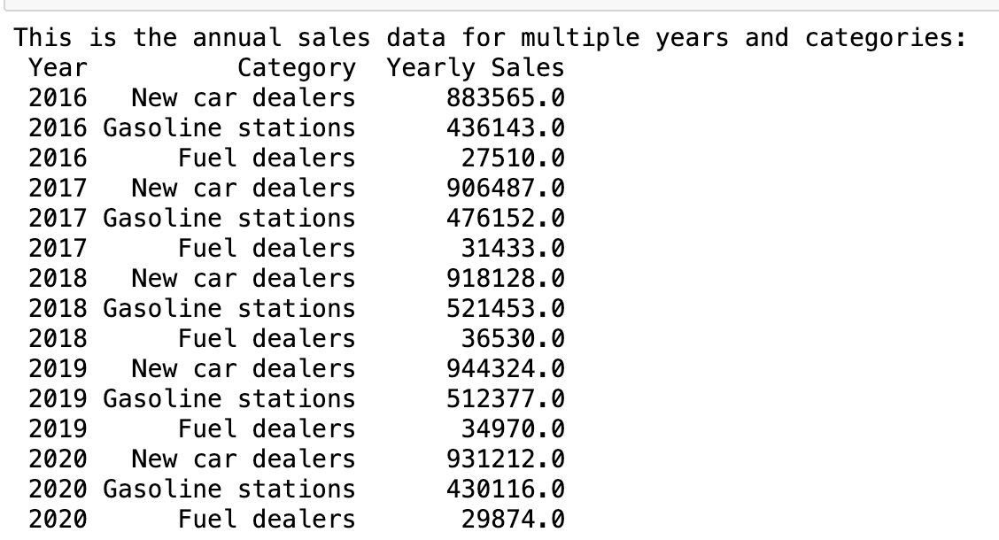 This is the annual sales data for multiple years and categories:
Year Category Yearly Sales
2016 New car dealers 883565.0
2016 Gasoline stations 436143.0
2016 Fuel dealers 27510.0
2017 New car dealers 906487.0
2017 Gasoline stations 476152.0
2017 Fuel dealers 31433.0
2018 New car dealers 918128.0
2018 Gasoline stations 521453.0
2018 Fuel dealers 36530.0
2019 New car dealers 944324.0
2019 Gasoline stations 512377.0
2019 Fuel dealers 34970.0
2020 New car dealers 931212.0
2020 Gasoline stations 430116.0
2020 Fuel dealers 29874.0